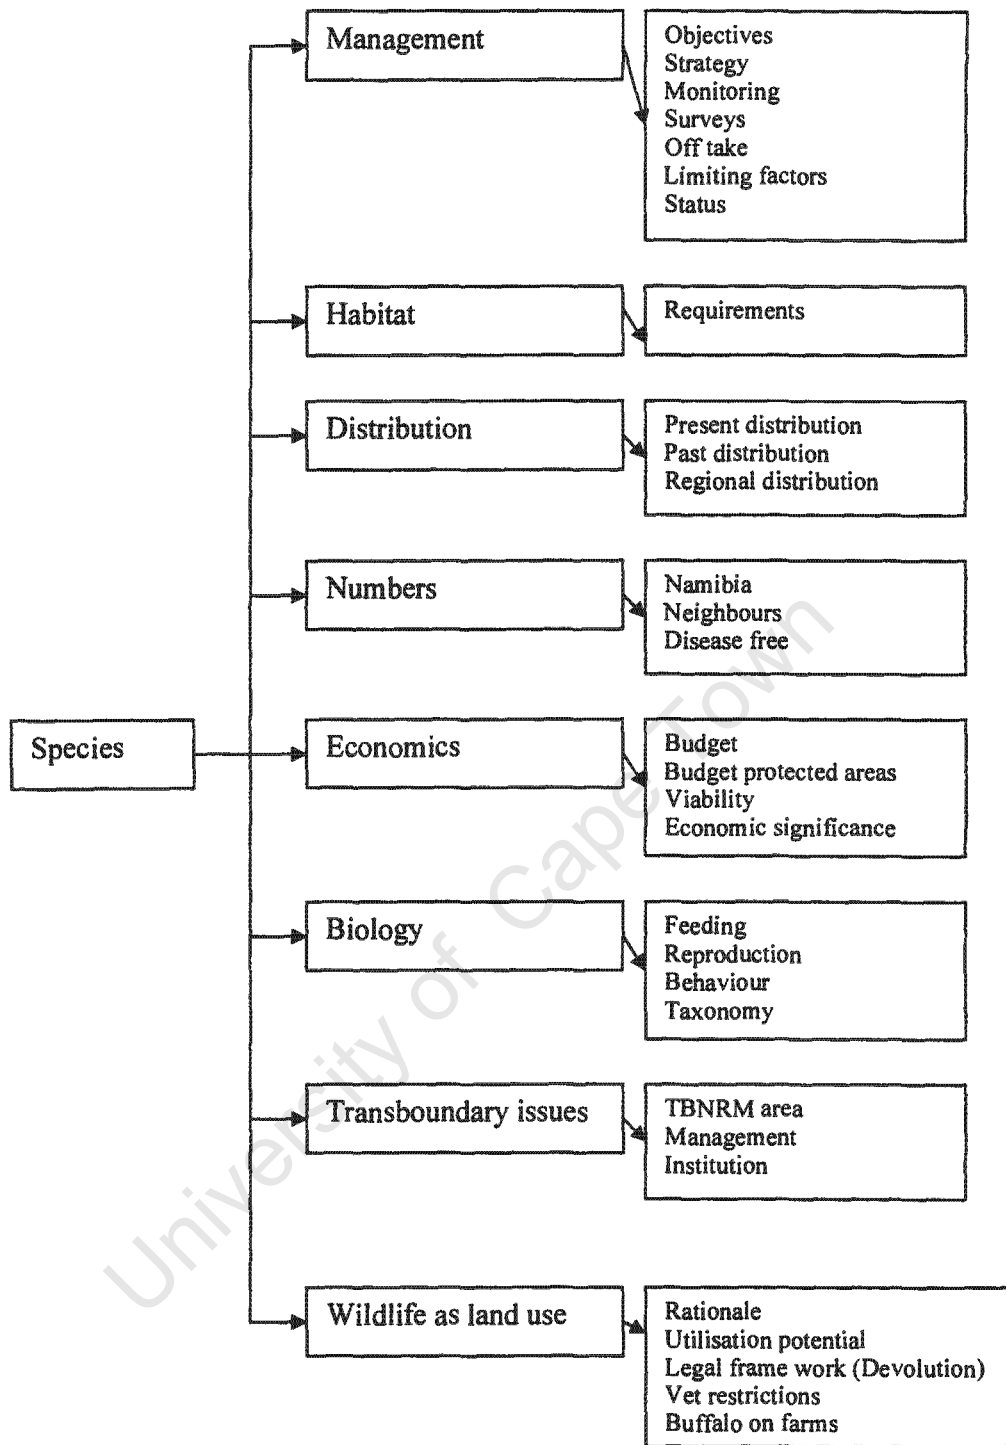 Management
Objectives
Strategy
Monitoring
Surveys
Off take
Limiting factors
Status
Habitat
Requirements
Distribution
Present distribution
Past distribution
Regional distribution
Numbers
Namibia
Neighbours
Disease free
Species
Economics
Budget
Budget protected areas
Viability
Economic significance
Biology
Feeding
Reproduction
Behaviour
Taxonomy
Transboundary issues
TBNRM area
Management
Institution
Wildlife as land use
Rationale
Utilisation potential
Legal frame work (Devolution)
Vet restrictions
Buffalo on farms
University of Cape Town